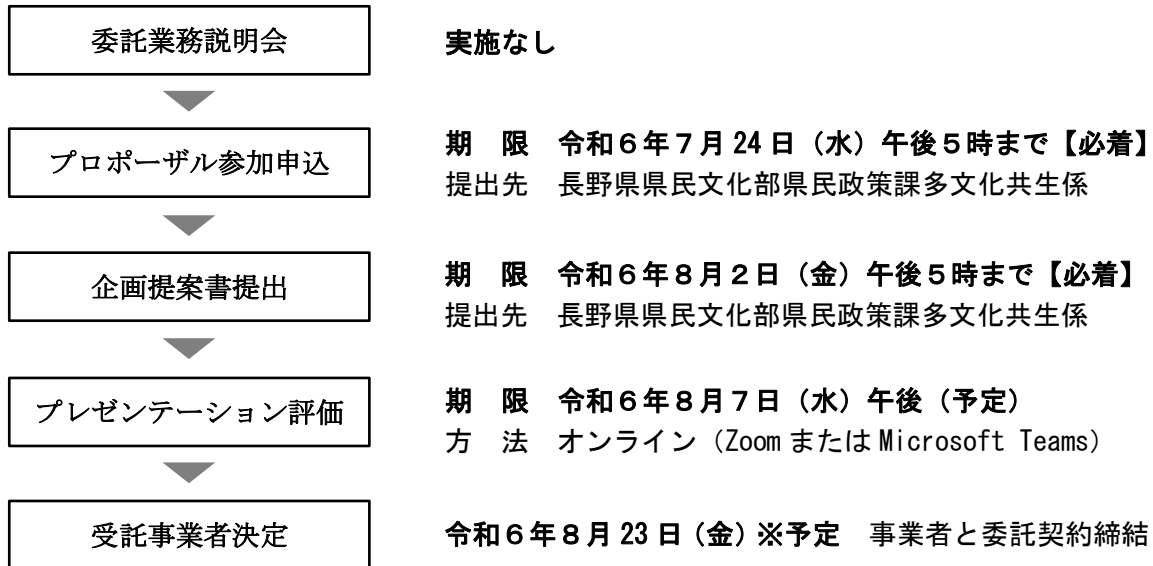 委託業務説明会　実施なし
プロポーザル参加申込　期　限　令和６年７月 24 日（水）午後５時まで【必着】
提出先　長野県県民文化部県民政策課多文化共生係
企画提案書提出　期　限　令和６年８月２日（金）午後５時まで【必着】
提出先　長野県県民文化部県民政策課多文化共生係
プレゼンテーション評価　期　限　令和６年８月７日（水）午後（予定）
方　法　オンライン（Zoom または Microsoft Teams）
受託事業者決定　令和６年８月 23 日（金）※予定　事業者と委託契約締結